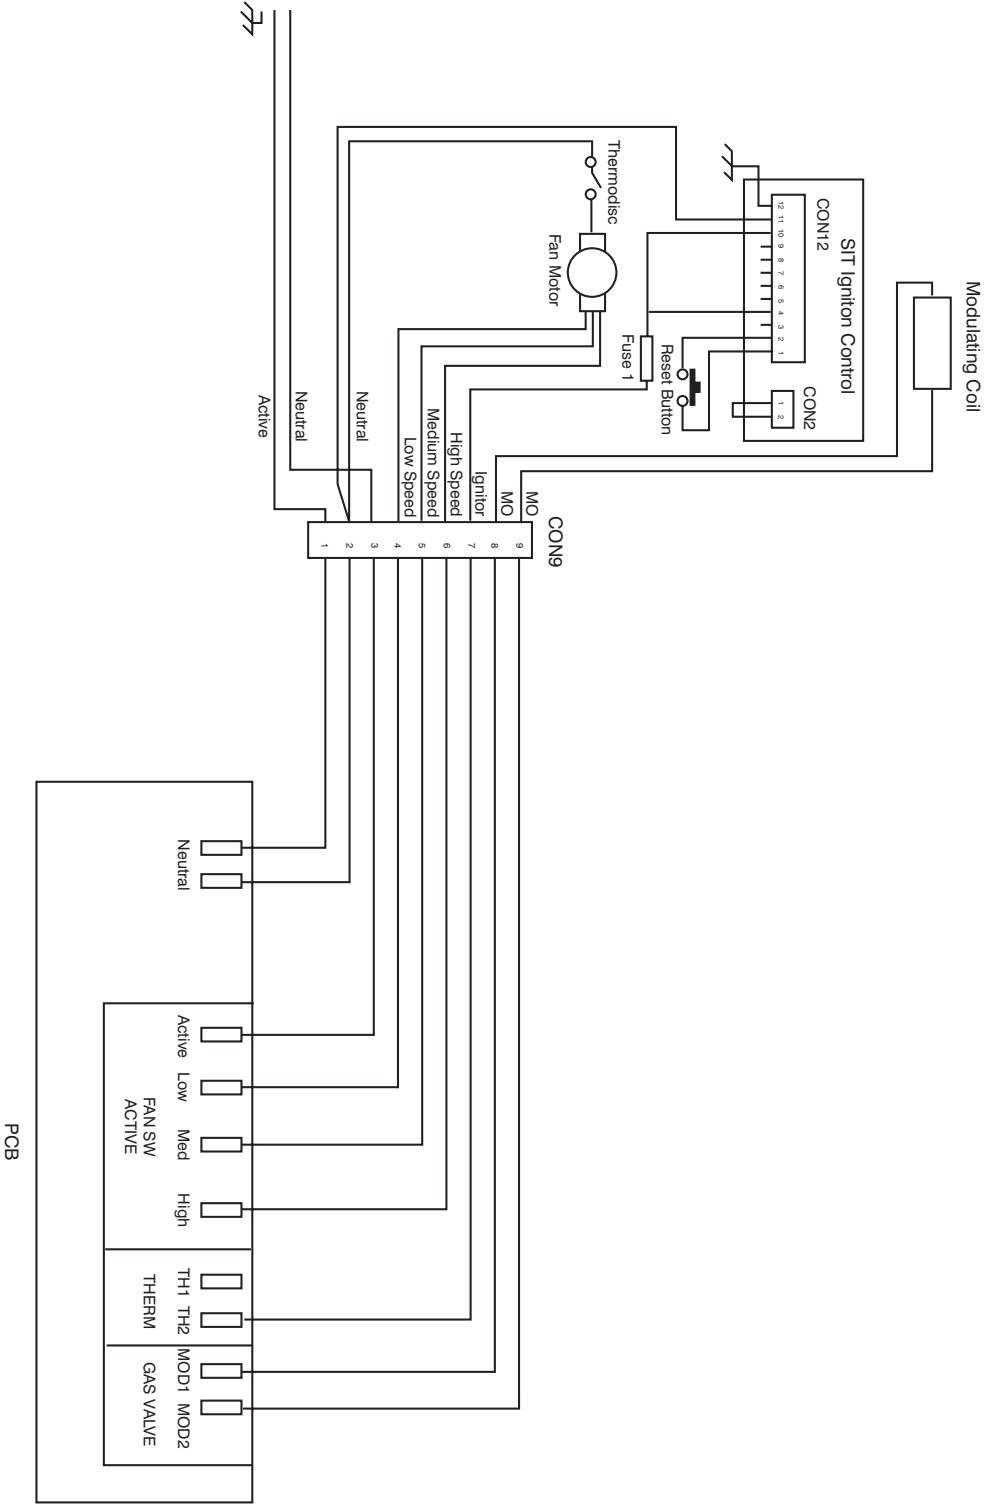 Modulating Coil
SIT Igniton Control
CON12
12 11 10 9 8 7 6 5 4 3 2 1
CON2
1 2
Reset Button
Fuse 1
Thermodisc
Fan Motor
CON9
MO
MO
Ignitor
High Speed
Medium Speed
Low Speed
Neutral
Neutral
Active
1 2 3 4 5 6 7 8 9
Neutral
Active
Low
Med
High
FAN SW
ACTIVE
TH1
TH2
THERM
MOD1
MOD2
GAS VALVE
PCB